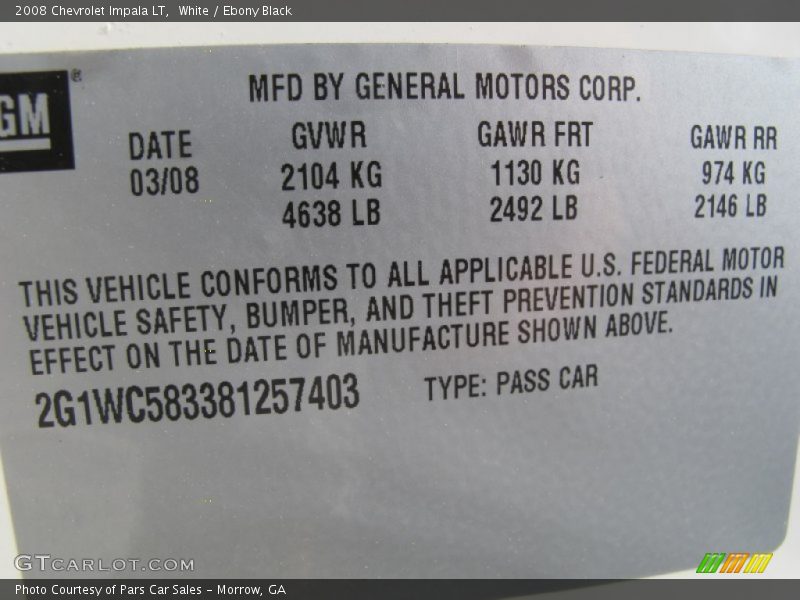 2008 Chevrolet Impala LT,  White / Ebony Black
GM®
MFD BY GENERAL MOTORS CORP.
DATE GVWR GAWR FRT GAWR RR
03/08 2104 KG 1130 KG 974 KG
4638 LB 2492 LB 2146 LB
THIS VEHICLE CONFORMS TO ALL APPLICABLE U.S. FEDERAL MOTOR
VEHICLE SAFETY, BUMPER, AND THEFT PREVENTION STANDARDS IN
EFFECT ON THE DATE OF MANUFACTURE SHOWN ABOVE.
2G1WC583381257403 TYPE: PASS CAR
GTCARLOT.COM
Photo Courtesy of Pars Car Sales - Morrow, GA